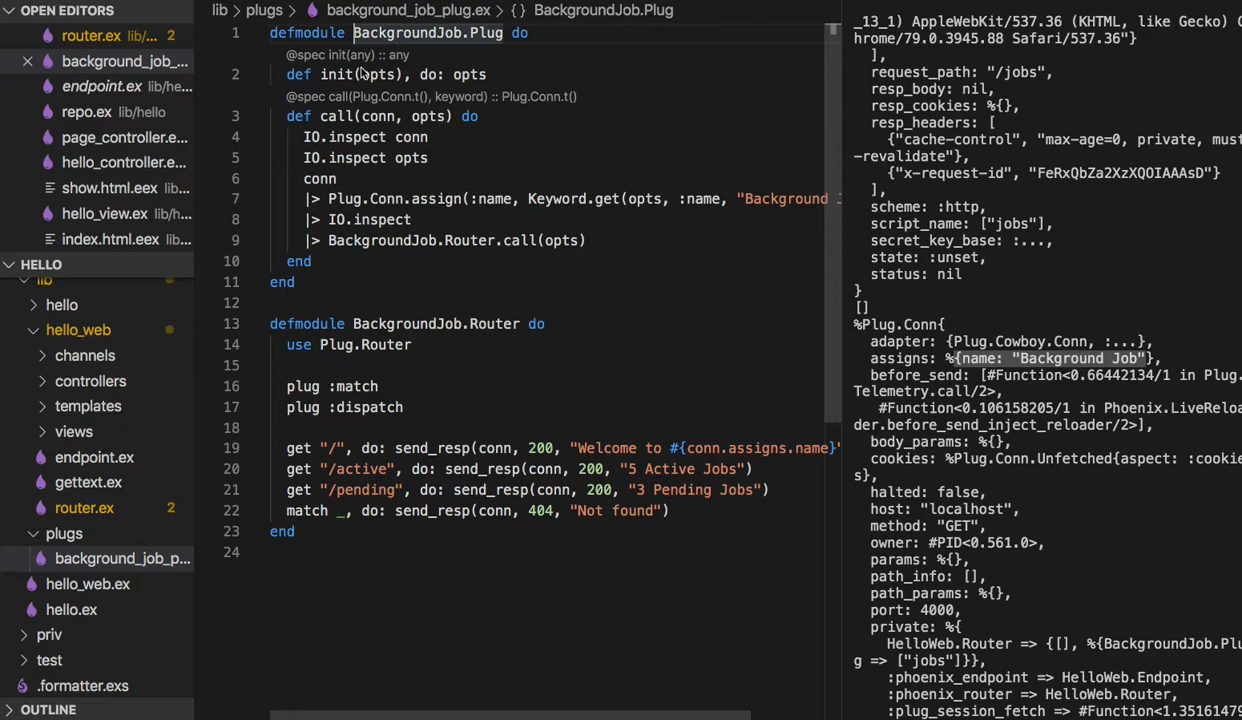 OPEN EDITORS
router.ex lib/... 2
background_job_...
endpoint.ex lib/he...
repo.ex lib/hello
page_controller.e...
hello_controller.e...
show.html.eex lib/...
hello_view.ex lib/h...
index.html.eex lib...
HELLO
lib
hello
hello_web
channels
controllers
templates
views
endpoint.ex
gettext.ex
router.ex 2
plugs
background_job_p...
hello_web.ex
hello.ex
priv
test
.formatter.exs
OUTLINE
lib > plugs > background_job_plug.ex > {} BackgroundJob.Plug
1 defmodule BackgroundJob.Plug do
@spec init(any) :: any
2 def init(opts), do: opts
@spec call(Plug.Conn.t(), keyword) :: Plug.Conn.t()
3 def call(conn, opts) do
4 IO.inspect conn
5 IO.inspect opts
6 conn
7 |> Plug.Conn.assign(:name, Keyword.get(opts, :name, "Background J
8 |> IO.inspect
9 |> BackgroundJob.Router.call(opts)
10 end
11 end
12
13 defmodule BackgroundJob.Router do
14 use Plug.Router
15
16 plug :match
17 plug :dispatch
18
19 get "/", do: send_resp(conn, 200, "Welcome to #{conn.assigns.name}"
20 get "/active", do: send_resp(conn, 200, "5 Active Jobs")
21 get "/pending", do: send_resp(conn, 200, "3 Pending Jobs")
22 match _, do: send_resp(conn, 404, "Not found")
23 end
24
_13_1) AppleWebKit/537.36 (KHTML, like Gecko) C
hrome/79.0.3945.88 Safari/537.36"}
],
request_path: "/jobs",
resp_body: nil,
resp_cookies: %{},
resp_headers: [
{"cache-control", "max-age=0, private, must
-revalidate"},
{"x-request-id", "FeRxQbZa2XzXQOIAAAsD"}
],
scheme: :http,
script_name: ["jobs"],
secret_key_base: :...,
state: :unset,
status: nil
}
[]
%Plug.Conn{
adapter: {Plug.Cowboy.Conn, :...},
assigns: %{name: "Background Job"},
before_send: [#Function<0.66442134/1 in Plug.
Telemetry.call/2>,
#Function<0.106158205/1 in Phoenix.LiveReloa
der.before_send_inject_reloader/2>],
body_params: %{},
cookies: %Plug.Conn.Unfetched{aspect: :cookie
s},
halted: false,
host: "localhost",
method: "GET",
owner: #PID<0.561.0>,
params: %{},
path_info: [],
path_params: %{},
port: 4000,
private: %{
HelloWeb.Router => {[], %{BackgroundJob.Plu
g => ["jobs"]}},
:phoenix_endpoint => HelloWeb.Endpoint,
:phoenix_router => HelloWeb.Router,
:plug_session_fetch => #Function<1.35161479